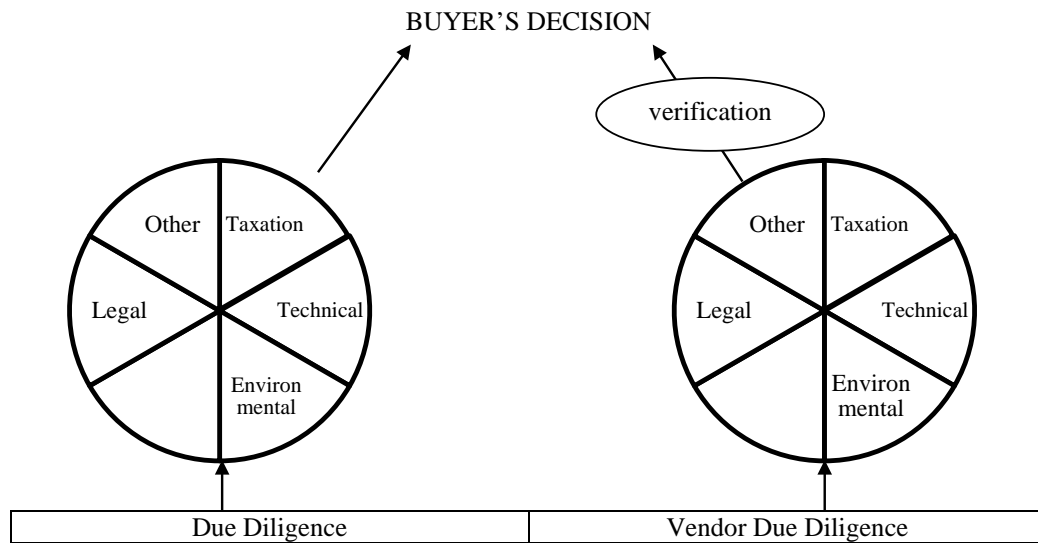 BUYER’S DECISION
verification
Other
Taxation
Legal
Technical
Environ
mental
Other
Taxation
Legal
Technical
Environ
mental
Due Diligence
Vendor Due Diligence